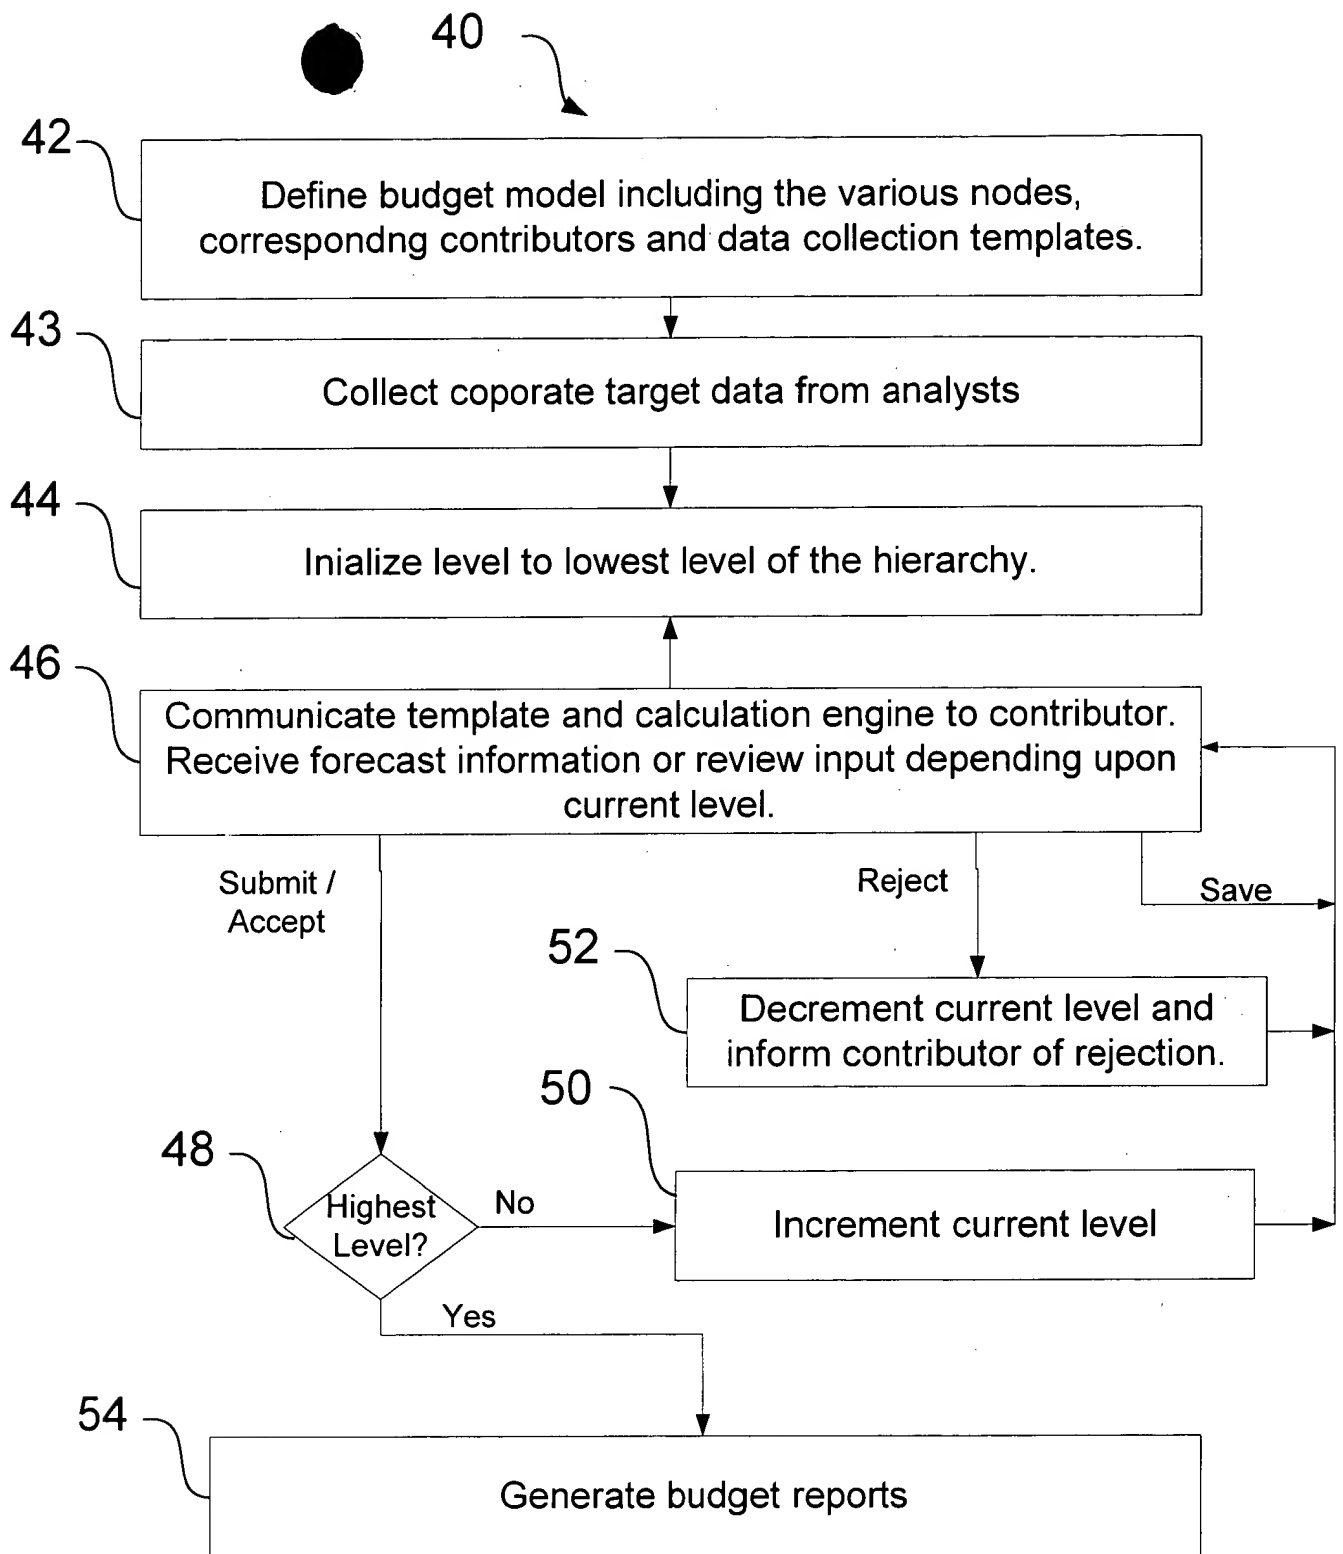 40
42
Define budget model including the various nodes,
correspondng contributors and data collection templates.
43
Collect coporate target data from analysts
44
Inialize level to lowest level of the hierarchy.
46
Communicate template and calculation engine to contributor.
Receive forecast information or review input depending upon
current level.
Submit /
Accept
Reject
Save
52
Decrement current level and
inform contributor of rejection.
50
48
Highest
Level?
No
Increment current level
Yes
54
Generate budget reports